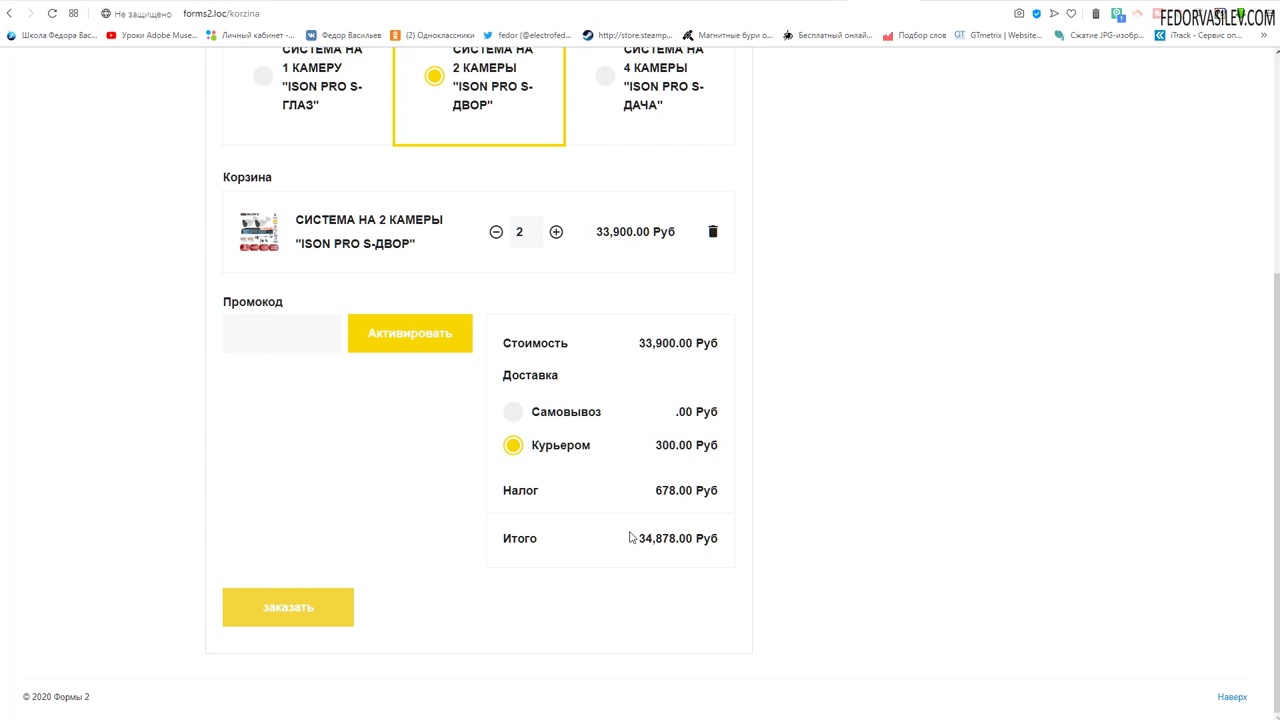 Не защищено
forms2.loc/korzina
FEDORVASILEV.COM
Школа Федора Вас...
Уроки Adobe Muse...
Личный кабинет -...
Федор Васильев
(2) Одноклассники
fedor (@electrofed...
http://store.steamp...
Магнитные бури о...
Бесплатный онлай...
Подбор слов
GTmetrix | Website...
Сжатие JPG-изобр...
iTrack - Сервис оп...
СИСТЕМА НА
1 КАМЕРУ
"ISON PRO S-
ГЛАЗ"
СИСТЕМА НА
2 КАМЕРЫ
"ISON PRO S-
ДВОР"
СИСТЕМА НА
4 КАМЕРЫ
"ISON PRO S-
ДАЧА"
Корзина
СИСТЕМА НА 2 КАМЕРЫ
"ISON PRO S-ДВОР"
2
33,900.00 Руб
Промокод
Активировать
Стоимость 33,900.00 Руб
Доставка
Самовывоз .00 Руб
Курьером 300.00 Руб
Налог 678.00 Руб
Итого 34,878.00 Руб
заказать
© 2020 Формы 2
Наверх